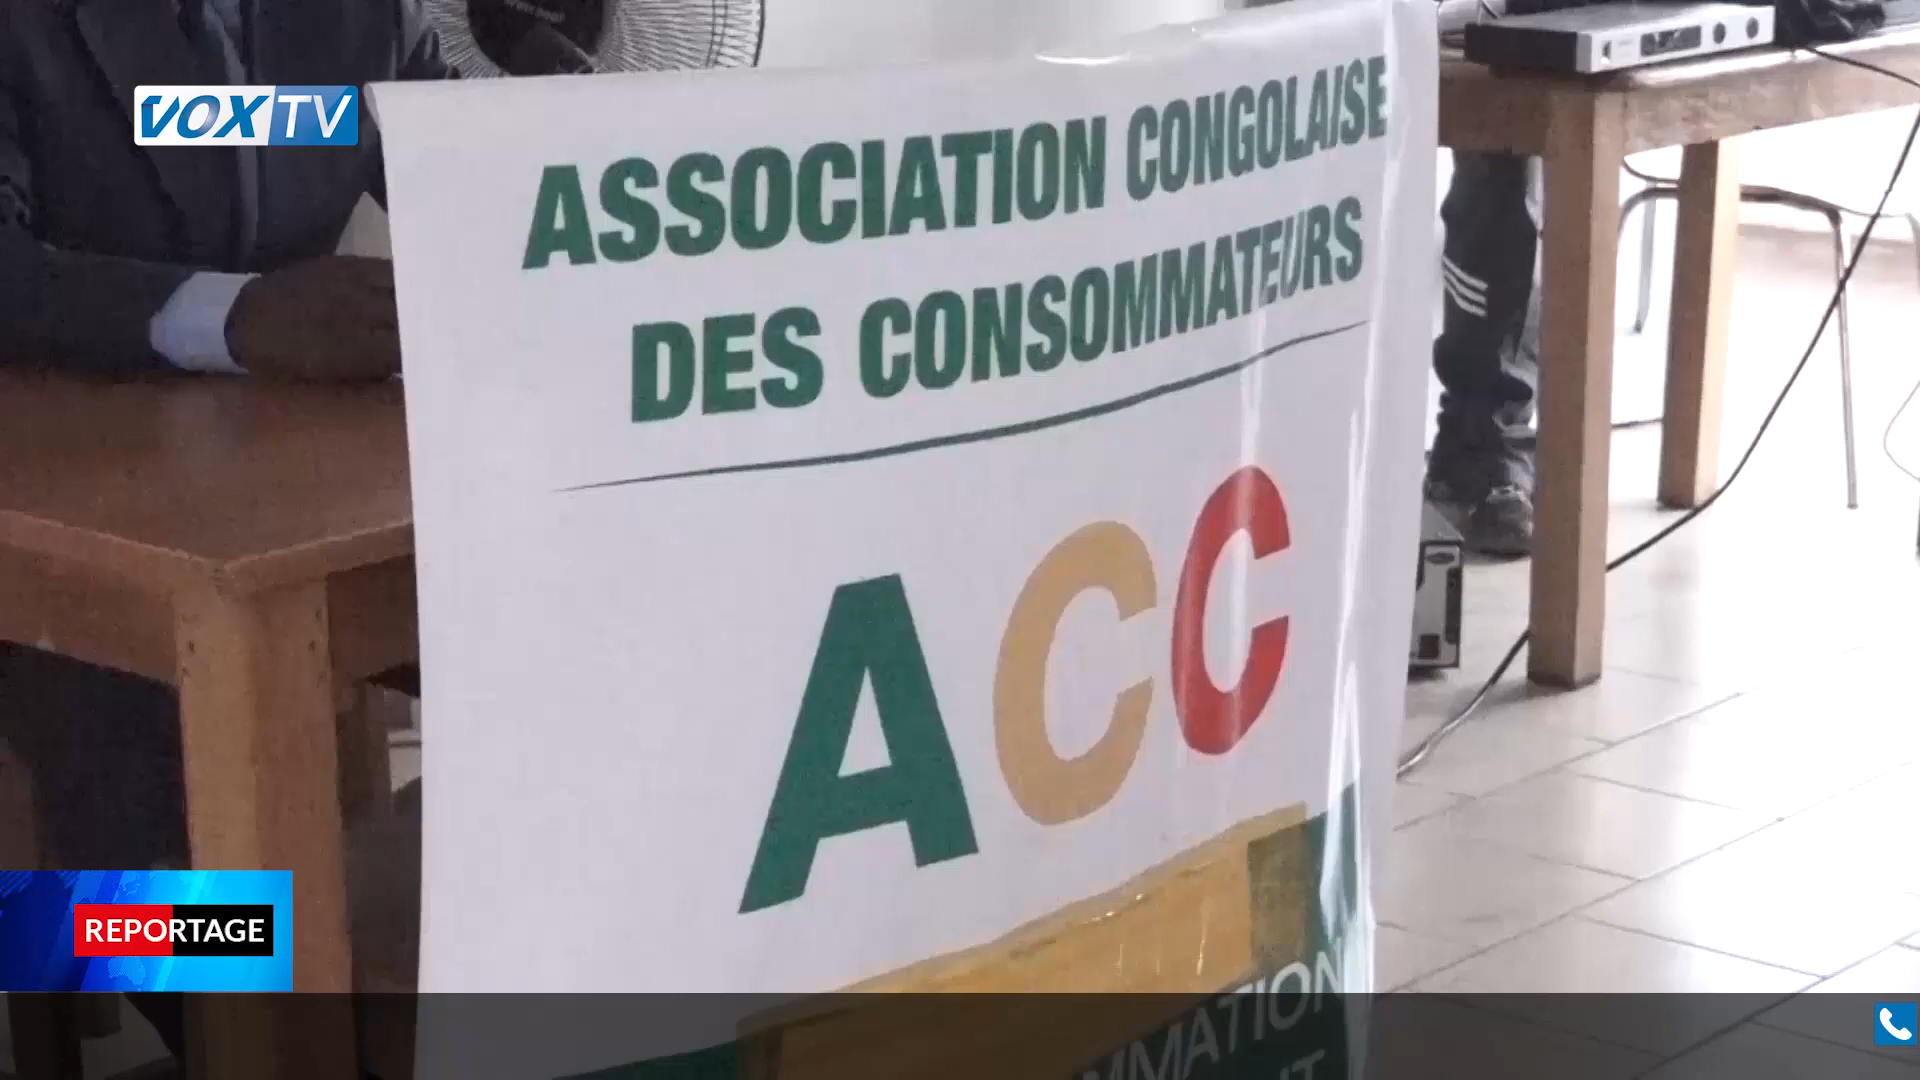 VOXTV
ASSOCIATION CONGOLAISE
DES CONSOMMATEURS
ACC
REPORTAGE